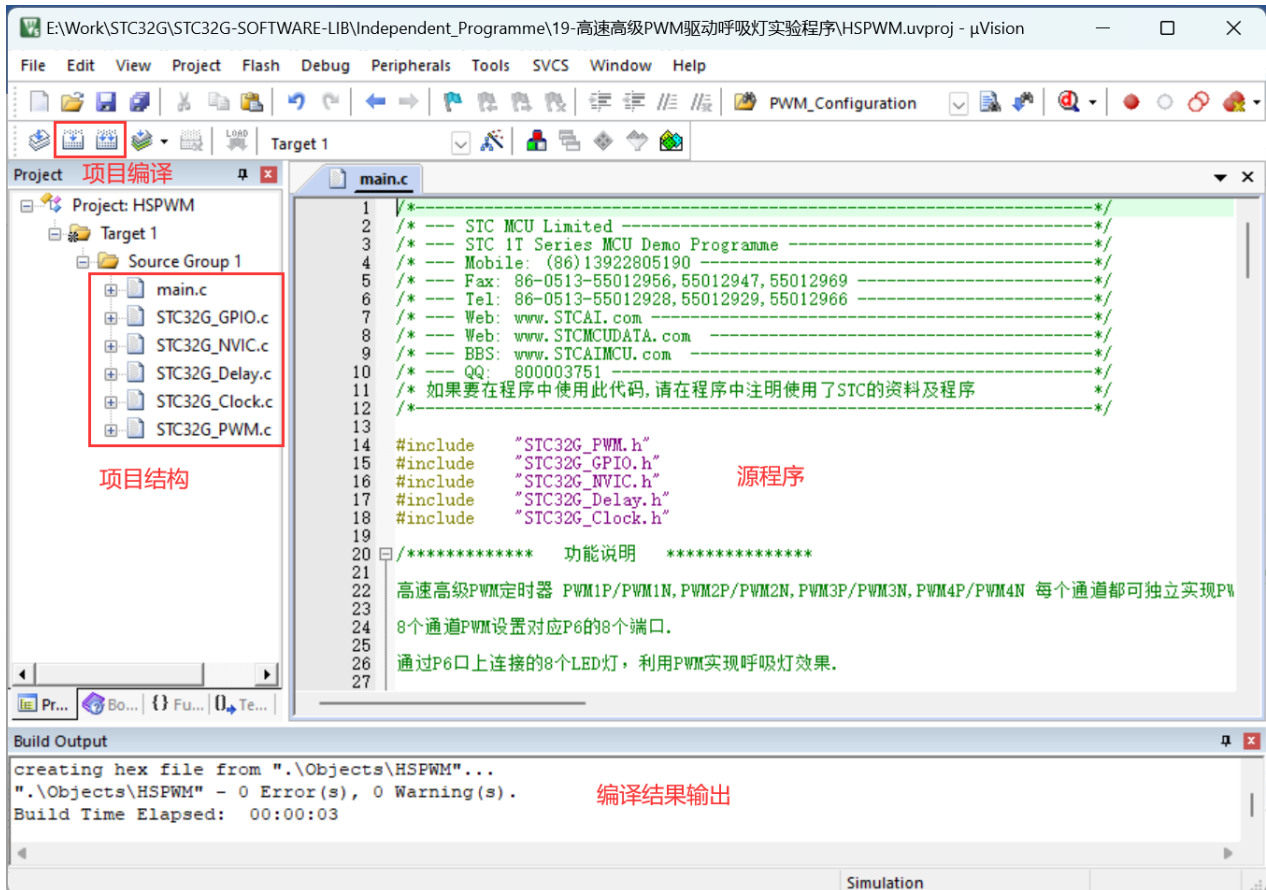 E:\Work\STC32G\STC32G-SOFTWARE-LIB\Independent_Programme\19-高速高级PWM驱动呼吸灯实验程序\HSPWM.uvproj - µVision
File Edit View Project Flash Debug Peripherals Tools SVCS Window Help
PWM_Configuration
LOAD Target 1
Project 项目编译
Project: HSPWM
Target 1
Source Group 1
main.c
STC32G_GPIO.c
STC32G_NVIC.c
STC32G_Delay.c
STC32G_Clock.c
STC32G_PWM.c
项目结构
Pr... Bo... {} Fu... Te...
main.c
1 /*---------------------------------------------------------------------*/
2 /* --- STC MCU Limited ------------------------------------------------*/
3 /* --- STC 1T Series MCU Demo Programme -------------------------------*/
4 /* --- Mobile: (86)13922805190 ----------------------------------------*/
5 /* --- Fax: 86-0513-55012956,55012947,55012969 ------------------------*/
6 /* --- Tel: 86-0513-55012928,55012929,55012966 ------------------------*/
7 /* --- Web: www.STCAI.com ---------------------------------------------*/
8 /* --- Web: www.STCMCUDATA.com  ---------------------------------------*/
9 /* --- BBS: www.STCAIMCU.com  -----------------------------------------*/
10 /* --- QQ:  800003751 -------------------------------------------------*/
11 /* 如果要在程序中使用此代码,请在程序中注明使用了STC的资料及程序            */
12 /*---------------------------------------------------------------------*/
13
14 #include    "STC32G_PWM.h"
15 #include    "STC32G_GPIO.h"
16 #include    "STC32G_NVIC.h"
17 #include    "STC32G_Delay.h"
18 #include    "STC32G_Clock.h"
源程序
19
20 /*************   功能说明   ***************
21
22 高速高级PWM定时器 PWM1P/PWM1N,PWM2P/PWM2N,PWM3P/PWM3N,PWM4P/PWM4N 每个通道都可独立实现PW
23
24 8个通道PWM设置对应P6的8个端口.
25
26 通过P6口上连接的8个LED灯，利用PWM实现呼吸灯效果.
27
Build Output
creating hex file from ".\Objects\HSPWM"...
".\Objects\HSPWM" - 0 Error(s), 0 Warning(s).
Build Time Elapsed:  00:00:03
编译结果输出
Simulation